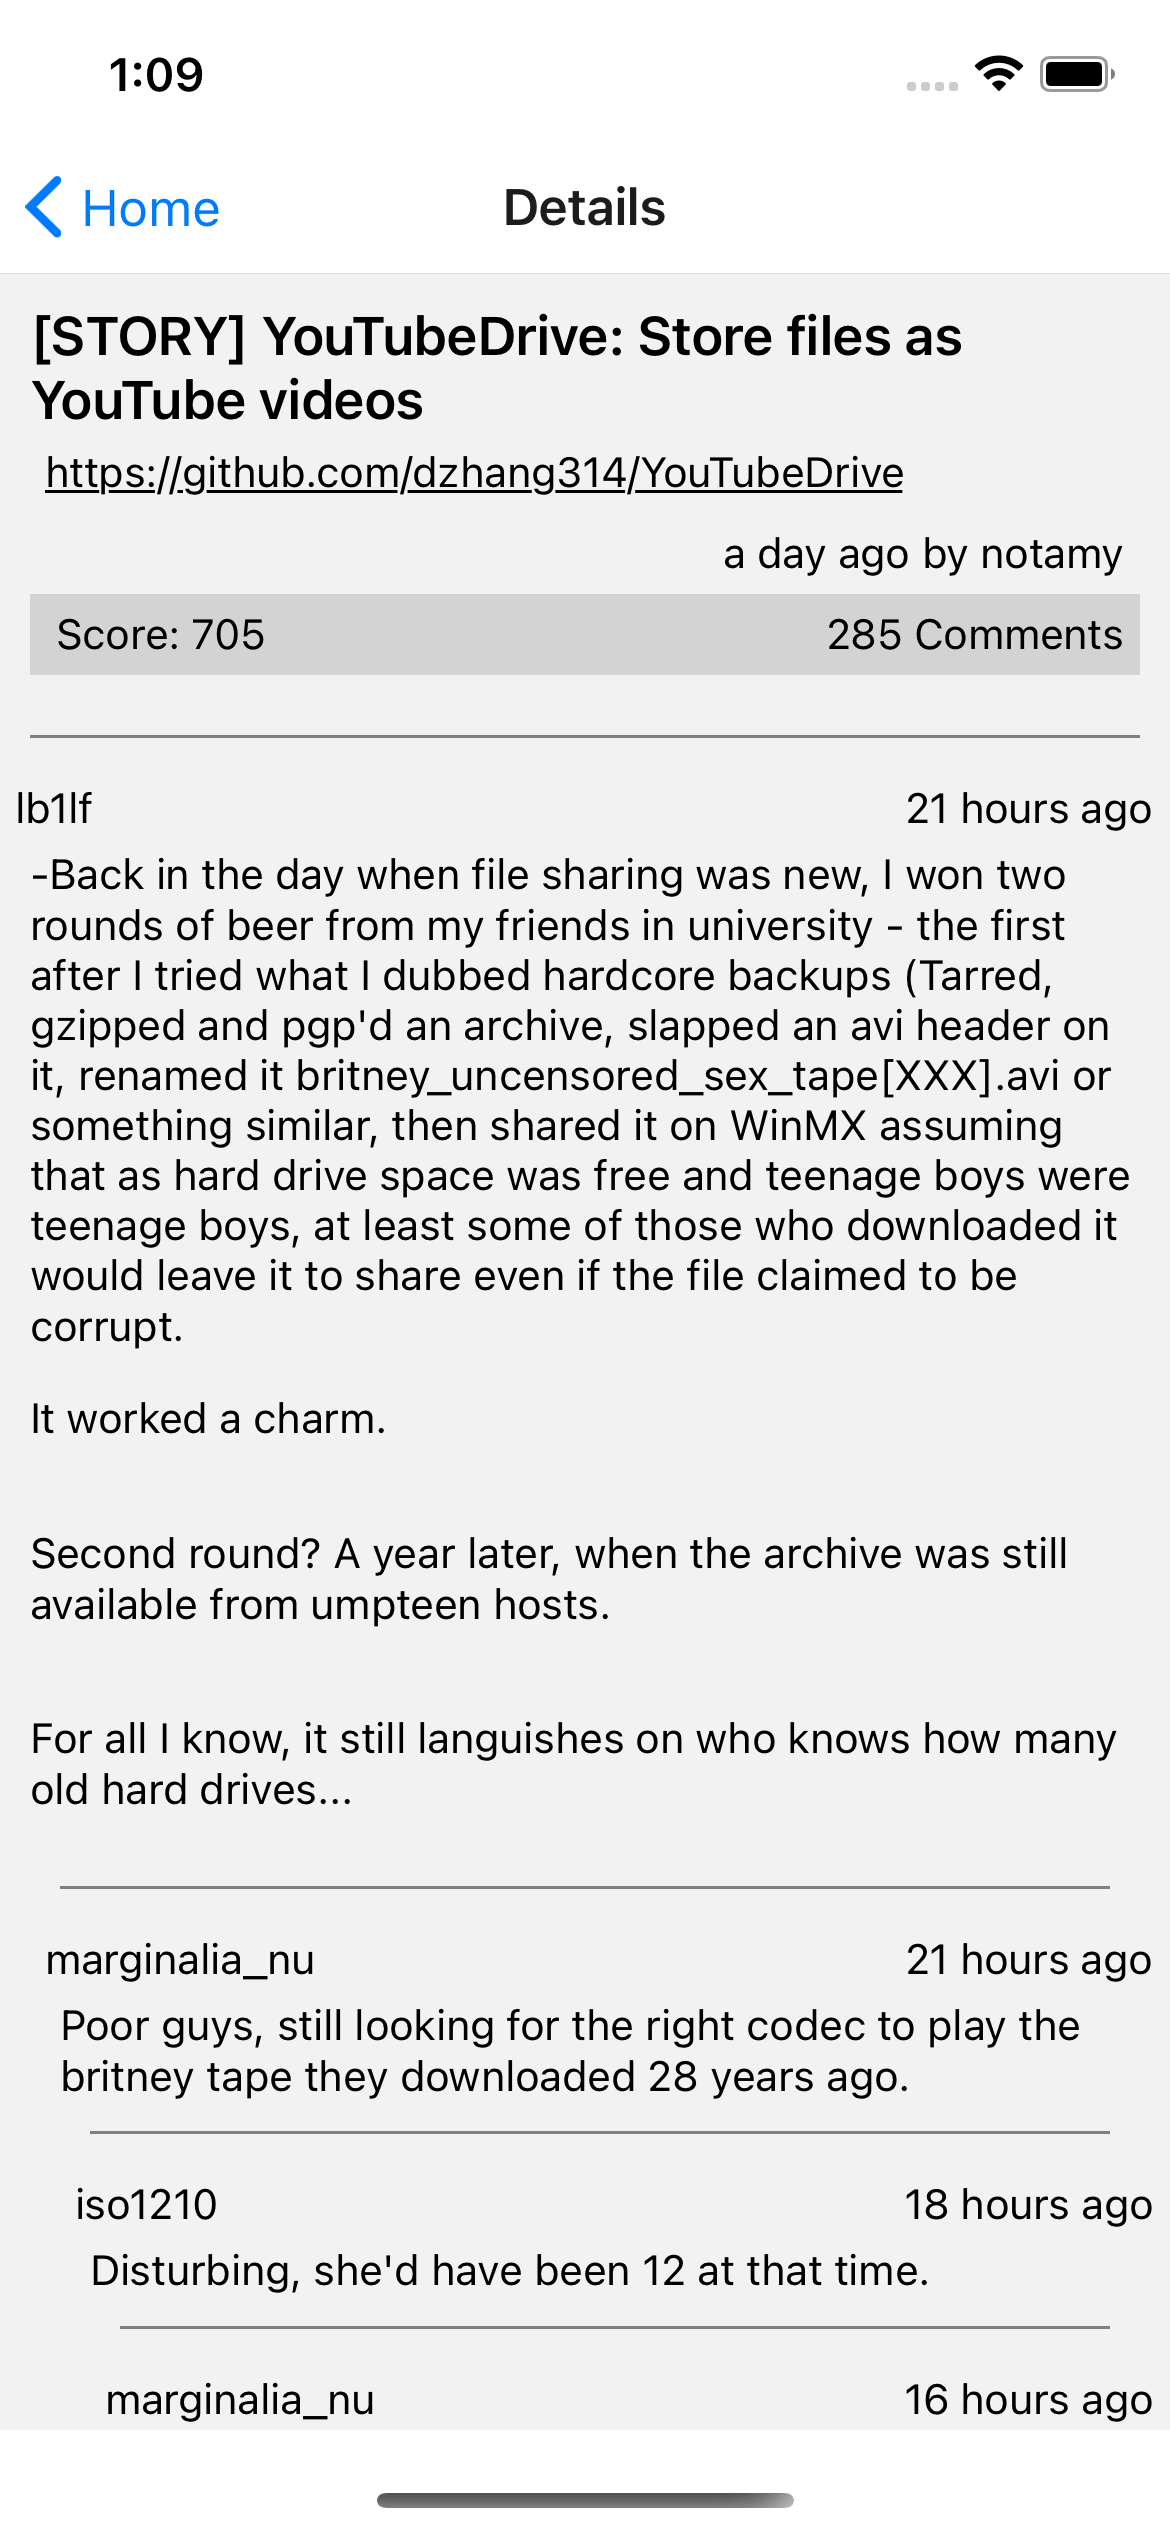 1:09
Home
Details
[STORY] YouTubeDrive: Store files as
YouTube videos
https://github.com/dzhang314/YouTubeDrive
a day ago by notamy
Score: 705
285 Comments
lb1lf
21 hours ago
-Back in the day when file sharing was new, I won two
rounds of beer from my friends in university - the first
after I tried what I dubbed hardcore backups (Tarred,
gzipped and pgp'd an archive, slapped an avi header on
it, renamed it britney_uncensored_sex_tape[XXX].avi or
something similar, then shared it on WinMX assuming
that as hard drive space was free and teenage boys were
teenage boys, at least some of those who downloaded it
would leave it to share even if the file claimed to be
corrupt.
It worked a charm.
Second round? A year later, when the archive was still
available from umpteen hosts.
For all I know, it still languishes on who knows how many
old hard drives...
marginalia_nu
21 hours ago
Poor guys, still looking for the right codec to play the
britney tape they downloaded 28 years ago.
iso1210
18 hours ago
Disturbing, she'd have been 12 at that time.
marginalia_nu
16 hours ago